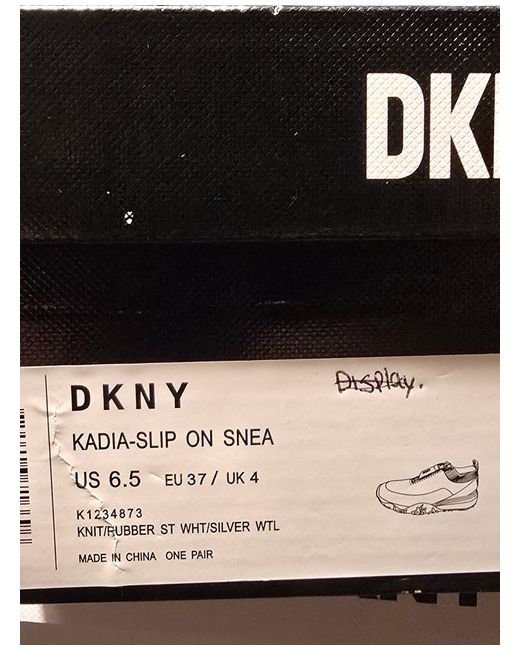 DK
Display.
DKNY
KADIA-SLIP ON SNEA
US 6.5 EU 37 / UK 4
K1234873
KNIT/RUBBER ST WHT/SILVER WTL
MADE IN CHINA ONE PAIR